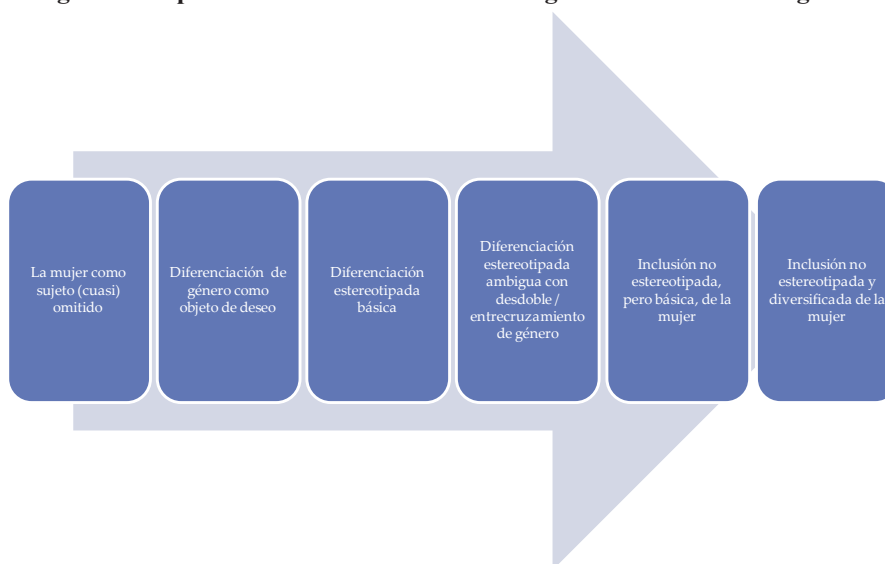 La mujer como
sujeto (cuasi)
omitido
Diferenciación de
género como
objeto de deseo
Diferenciación
estereotipada
básica
Diferenciación
estereotipada
ambigua con
desdoble /
entrecruzamiento
de género
Inclusión no
estereotipada,
pero básica, de la
mujer
Inclusión no
estereotipada y
diversificada de la
mujer